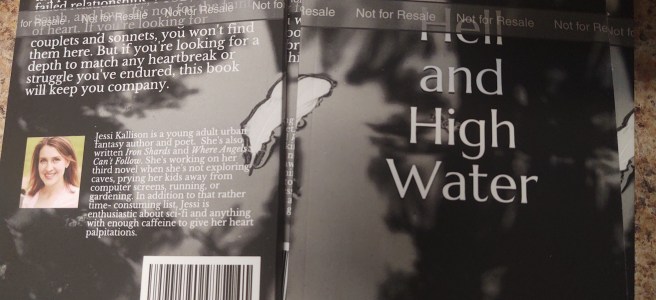 failed relationship
for Resale Not for Resale Not for Resale
of heart. If you're looking for
couplets and sonnets, you won't find
them here. But if you're looking for a
depth to match any heartbreak or
struggle you've endured, this book
will keep you company.
Jessi Kallison is a young adult urban
fantasy author and poet. She's also
written Iron Shards and Where Angels
Can't Follow. She's working on her
third novel when she's not exploring
caves, prying her kids away from
computer screens, running, or
gardening. In addition to that rather
time- consuming list, Jessi is
enthusiastic about sci-fi and anything
with enough caffeine to give her heart
palpitations.
Resale Not for Resale Not for Resale Not for Re
Hell
and
High
Water